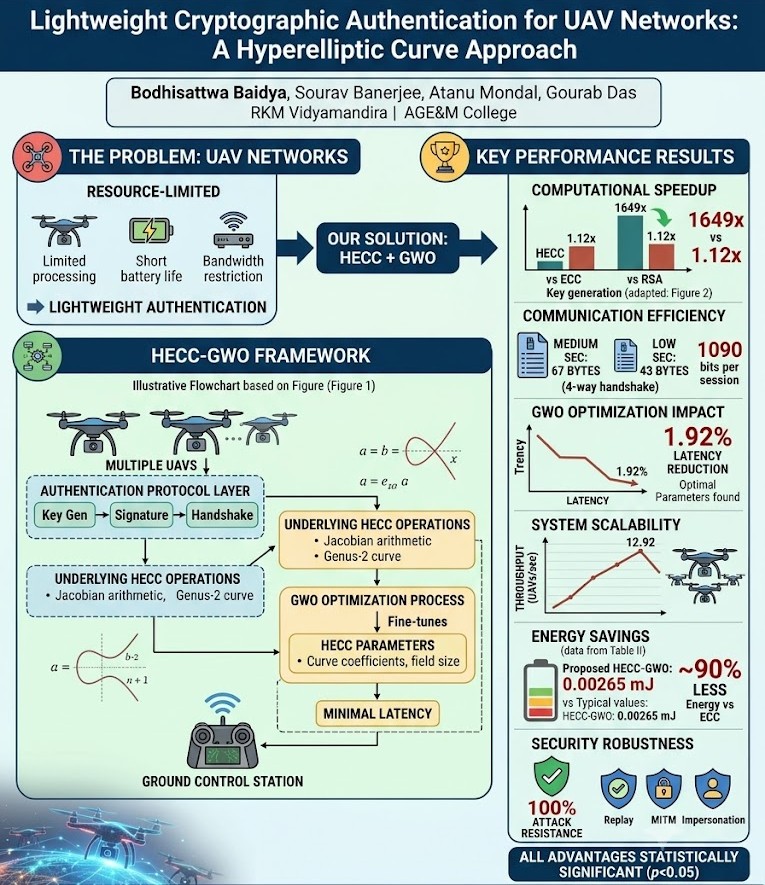 Lightweight Cryptographic Authentication for UAV Networks:
A Hyperelliptic Curve Approach
Bodhisattwa Baidya, Sourav Banerjee, Atanu Mondal, Gourab Das
RKM Vidyamandira | AGE&M College
THE PROBLEM: UAV NETWORKS
RESOURCE-LIMITED
Limited
processing
Short
battery life
Bandwidth
restriction
LIGHTWEIGHT AUTHENTICATION
OUR SOLUTION:
HECC + GWO
HECC-GWO FRAMEWORK
Illustrative Flowchart based on Figure (Figure 1)
MULTIPLE UAVS
a = b =
x
a = e₁₀ a
AUTHENTICATION PROTOCOL LAYER
Key Gen
Signature
Handshake
UNDERLYING HECC OPERATIONS
• Jacobian arithmetic
• Genus-2 curve
UNDERLYING HECC OPERATIONS
• Jacobian arithmetic, Genus-2 curve
GWO OPTIMIZATION PROCESS
Fine-tunes
HECC PARAMETERS
• Curve coefficients, field size
a =
b-2
n + 1
MINIMAL LATENCY
GROUND CONTROL STATION
KEY PERFORMANCE RESULTS
COMPUTATIONAL SPEEDUP
HECC
1.12x
1649x
1.12x
vs ECC
vs RSA
1649x
vs
1.12x
Key generation (adapted: Figure 2)
COMMUNICATION EFFICIENCY
MEDIUM
SEC:
67 BYTES
LOW
SEC:
43 BYTES
(4-way handshake)
1090
bits per
session
GWO OPTIMIZATION IMPACT
Trency
1.92%
LATENCY
1.92%
LATENCY
REDUCTION
Optimal
Parameters found
SYSTEM SCALABILITY
THROUGHPUT
(UAVs/sec)
12.92
ENERGY SAVINGS
(data from Table II)
Proposed HECC-GWO:
0.00265 mJ
vs Typical values:
HECC-GWO: 0.00265 mJ
~90%
LESS
Energy vs
ECC
SECURITY ROBUSTNESS
100%
ATTACK
RESISTANCE
Replay
MITM
Impersonation
ALL ADVANTAGES STATISTICALLY
SIGNIFICANT (p<0.05)